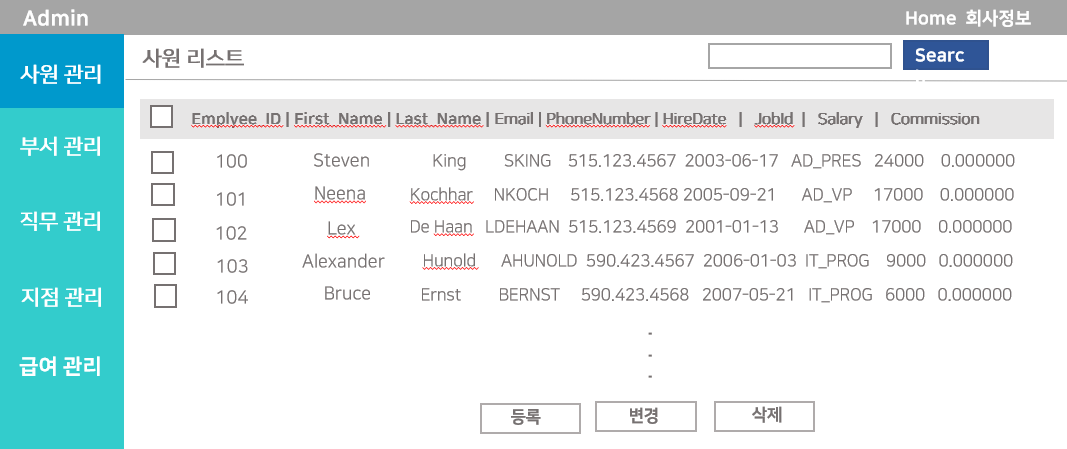 Admin
Home 회사정보
사원 관리
부서 관리
직무 관리
지점 관리
급여 관리
사원 리스트
Searc
Emplyee_ID | First_Name | Last_Name | Email | PhoneNumber | HireDate | JobId | Salary | Commission
100 Steven King SKING 515.123.4567 2003-06-17 AD_PRES 24000 0.000000
101 Neena Kochhar NKOCH 515.123.4568 2005-09-21 AD_VP 17000 0.000000
102 Lex De Haan LDEHAAN 515.123.4569 2001-01-13 AD_VP 17000 0.000000
103 Alexander Hunold AHUNOLD 590.423.4567 2006-01-03 IT_PROG 9000 0.000000
104 Bruce Ernst BERNST 590.423.4568 2007-05-21 IT_PROG 6000 0.000000
등록 변경 삭제